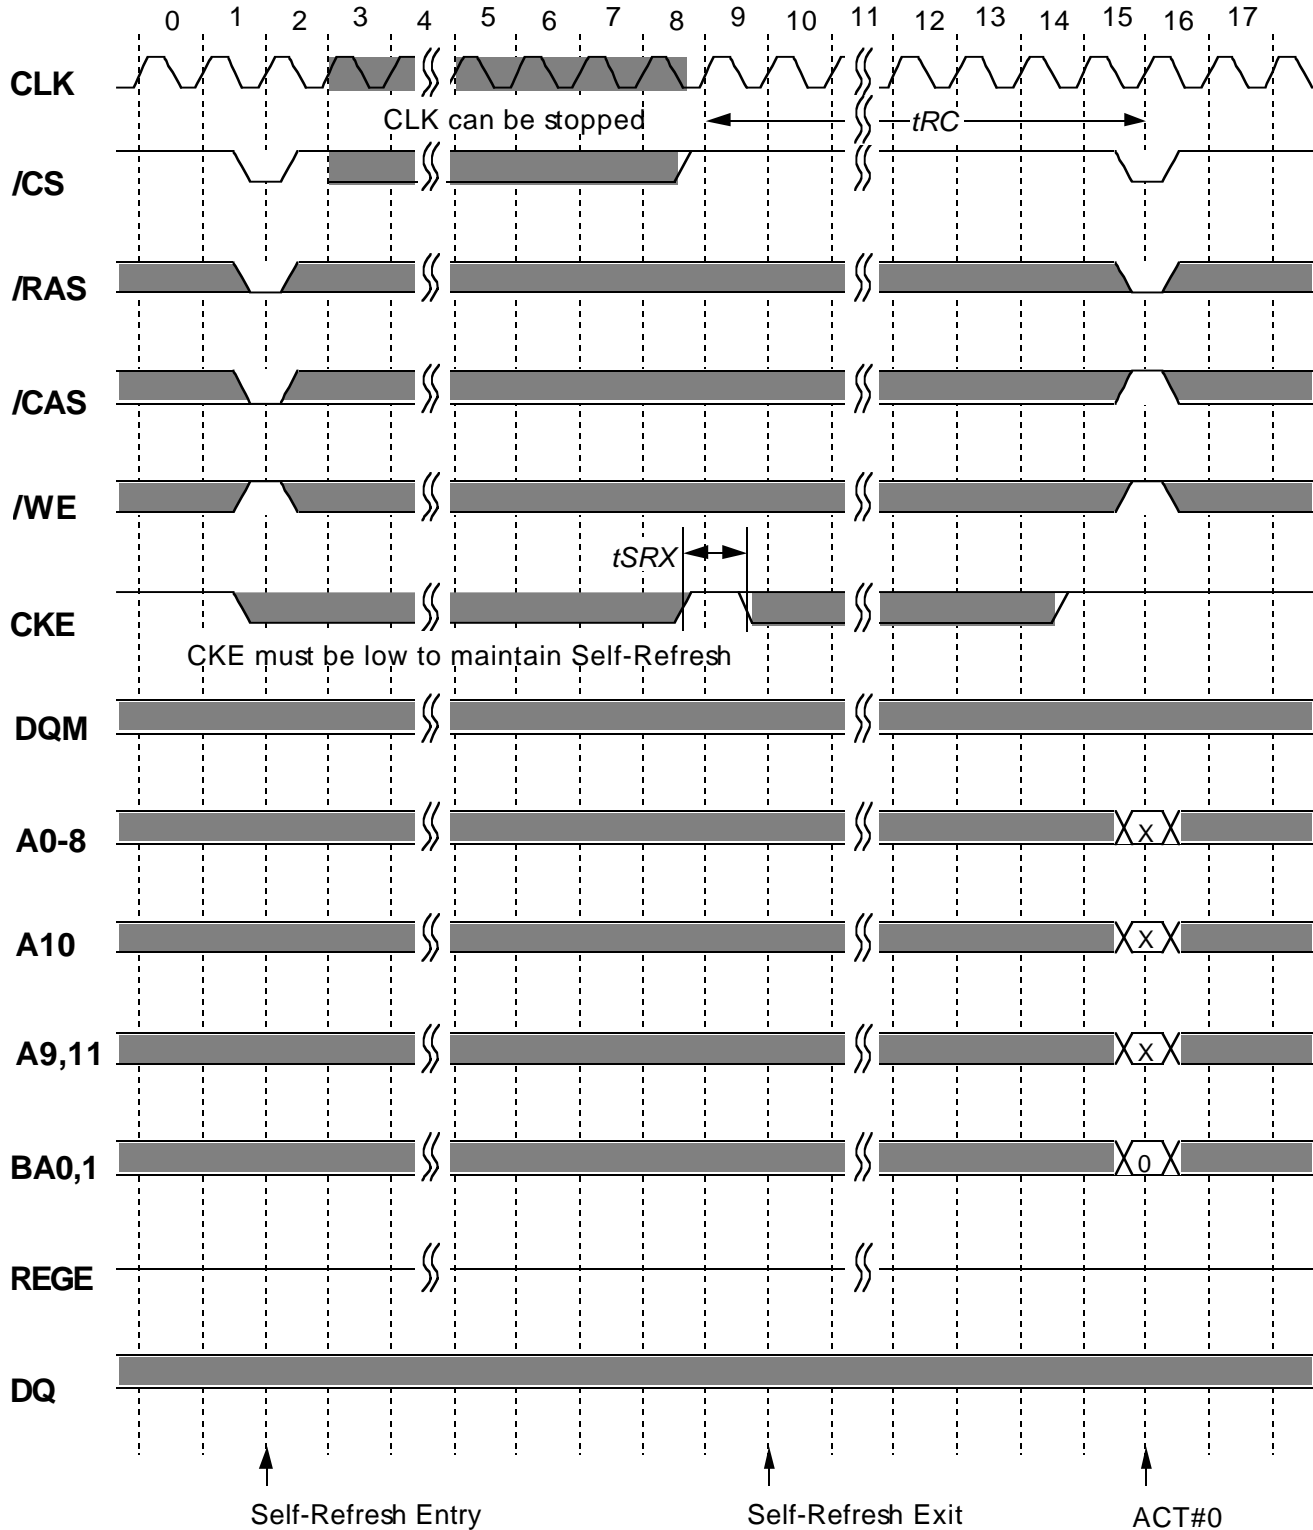 0 1 2 3 4 5 6 7 8 9 10 11 12 13 14 15 16 17
CLK
CLK can be stopped
tRC
/CS
/RAS
/CAS
/WE
tSRX
CKE
CKE must be low to maintain Self-Refresh
DQM
A0-8
X
A10
X
A9,11
X
BA0,1
0
REGE
DQ
Self-Refresh Entry
Self-Refresh Exit
ACT#0